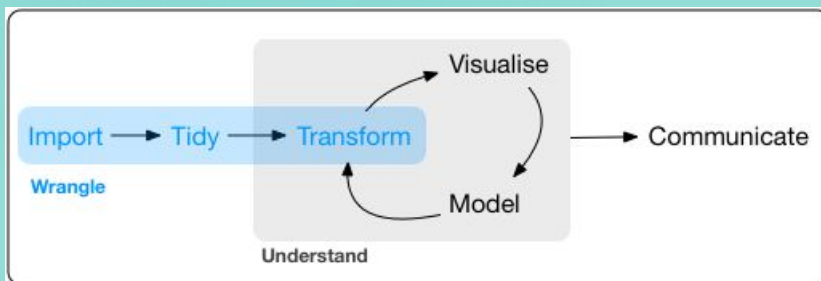 Visualise
Import
Tidy
Transform
Communicate
Wrangle
Model
Understand